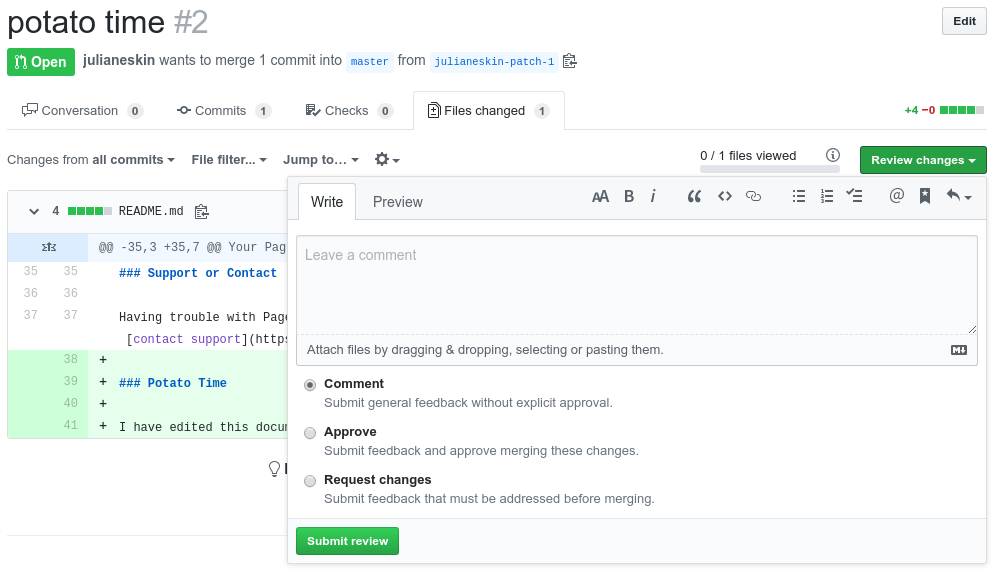 potato time #2
Edit
Open julianeskin wants to merge 1 commit into master from julianeskin-patch-1
Conversation 0 Commits 1 Checks 0 Files changed 1 +4 −0
Changes from all commits File filter... Jump to... 0 / 1 files viewed Review changes
4 README.md
Write Preview AA B i
@@ -35,3 +35,7 @@ Your Pag
Leave a comment
35 35 ### Support or Contact
36 36
37 37 Having trouble with Page
[contact support](https
Attach files by dragging & dropping, selecting or pasting them.
38 +
39 + ### Potato Time
40 +
41 + I have edited this docum
Comment
Submit general feedback without explicit approval.
Approve
Submit feedback and approve merging these changes.
Request changes
Submit feedback that must be addressed before merging.
Submit review